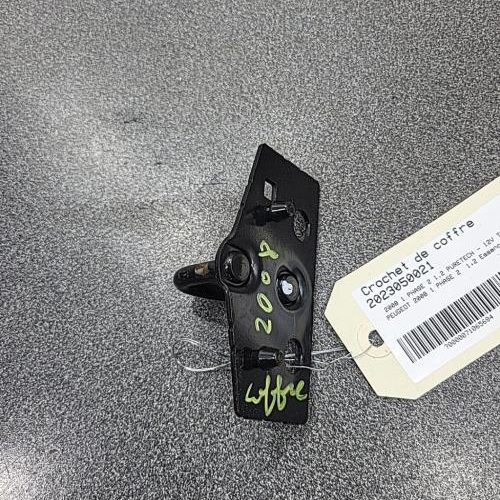 2008
coffre
Crochet de coffre
2023050021
2008 1 PHASE 2 1.2 PURETECH - 12V T
PEUGEOT 2008 1 PHASE 2 1.2 Essence